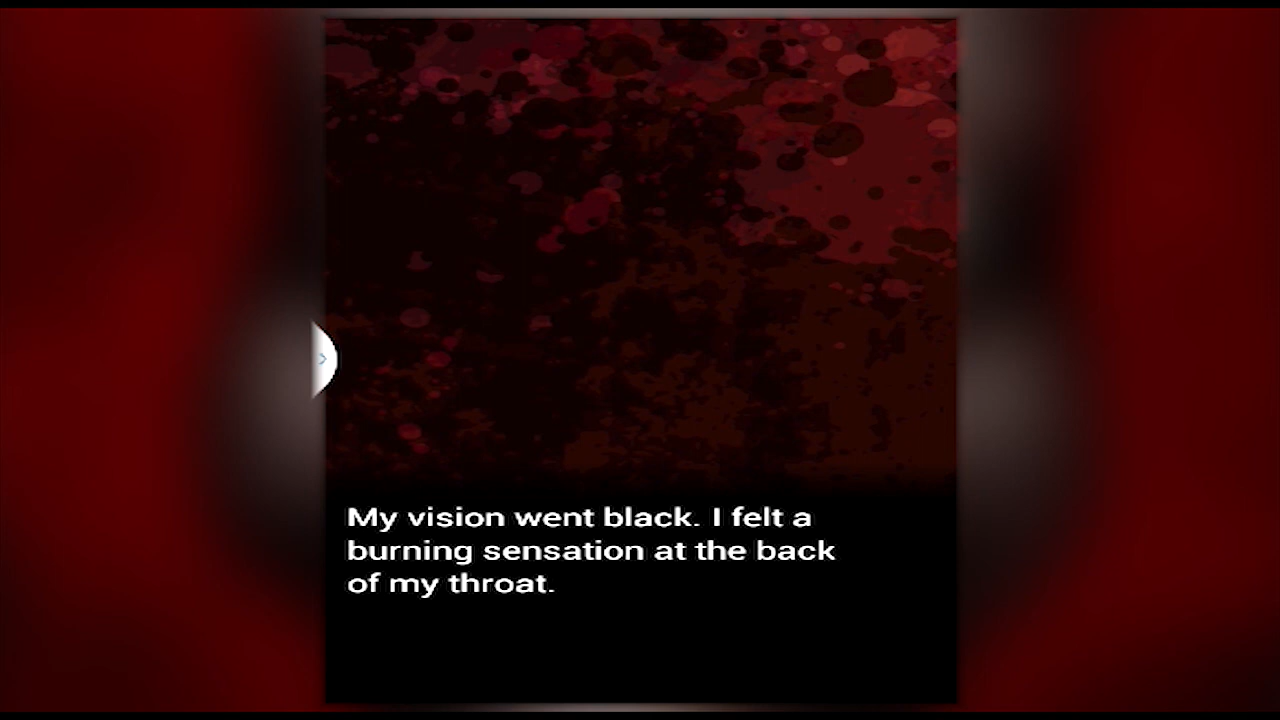 My vision went black. I felt a
burning sensation at the back
of my throat.